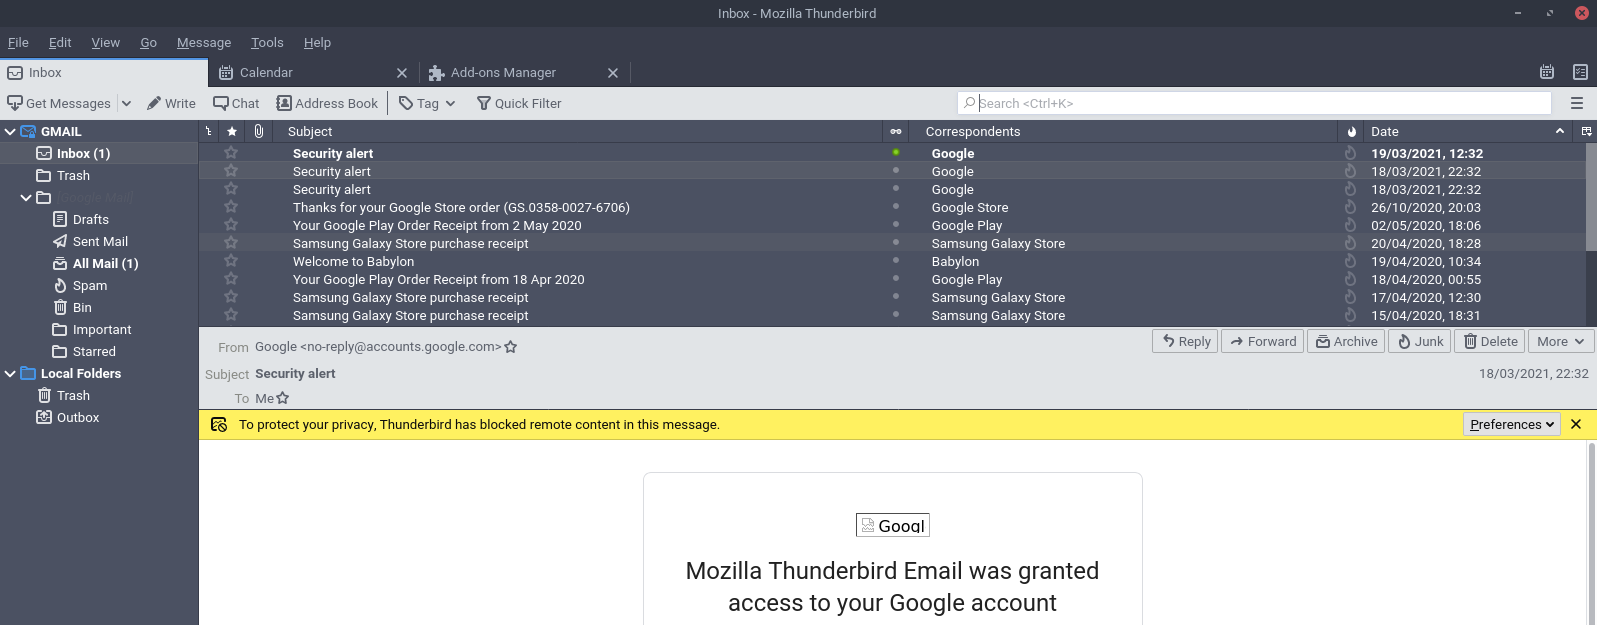 Inbox - Mozilla Thunderbird
File Edit View Go Message Tools Help
Inbox Calendar Add-ons Manager
Get Messages Write Chat Address Book Tag Quick Filter Search <Ctrl+K>
GMAIL
Inbox (1)
Trash
[Google Mail]
Drafts
Sent Mail
All Mail (1)
Spam
Bin
Important
Starred
Local Folders
Trash
Outbox
Subject Correspondents Date
Security alert Google 19/03/2021, 12:32
Security alert Google 18/03/2021, 22:32
Security alert Google 18/03/2021, 22:32
Thanks for your Google Store order (GS.0358-0027-6706) Google Store 26/10/2020, 20:03
Your Google Play Order Receipt from 2 May 2020 Google Play 02/05/2020, 18:06
Samsung Galaxy Store purchase receipt Samsung Galaxy Store 20/04/2020, 18:28
Welcome to Babylon Babylon 19/04/2020, 10:34
Your Google Play Order Receipt from 18 Apr 2020 Google Play 18/04/2020, 00:55
Samsung Galaxy Store purchase receipt Samsung Galaxy Store 17/04/2020, 12:30
Samsung Galaxy Store purchase receipt Samsung Galaxy Store 15/04/2020, 18:31
From Google <no-reply@accounts.google.com> Reply Forward Archive Junk Delete More
Subject Security alert 18/03/2021, 22:32
To Me
To protect your privacy, Thunderbird has blocked remote content in this message. Preferences
Googl
Mozilla Thunderbird Email was granted
access to your Google account